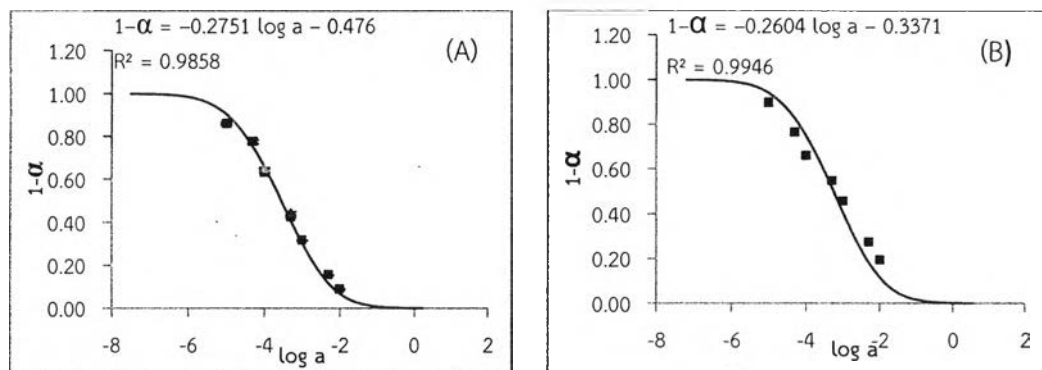 1-α = -0.2751 log a - 0.476
(A)
R² = 0.9858
1.20
1.00
0.80
0.60
0.40
0.20
0.00
1-α
-8 -6 -4 -2 0 2
log a
1-α = -0.2604 log a - 0.3371
(B)
R² = 0.9946
1.20
1.00
0.80
0.60
0.40
0.20
0.00
1-α
-8 -6 -4 -2 0 2
log a